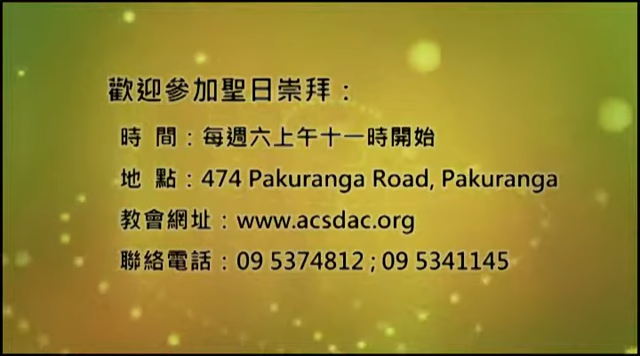 歡迎參加聖日崇拜：
時 間：每週六上午十一時開始
地 點：474 Pakuranga Road, Pakuranga
教會網址：www.acsdac.org
聯絡電話：09 5374812 ; 09 5341145